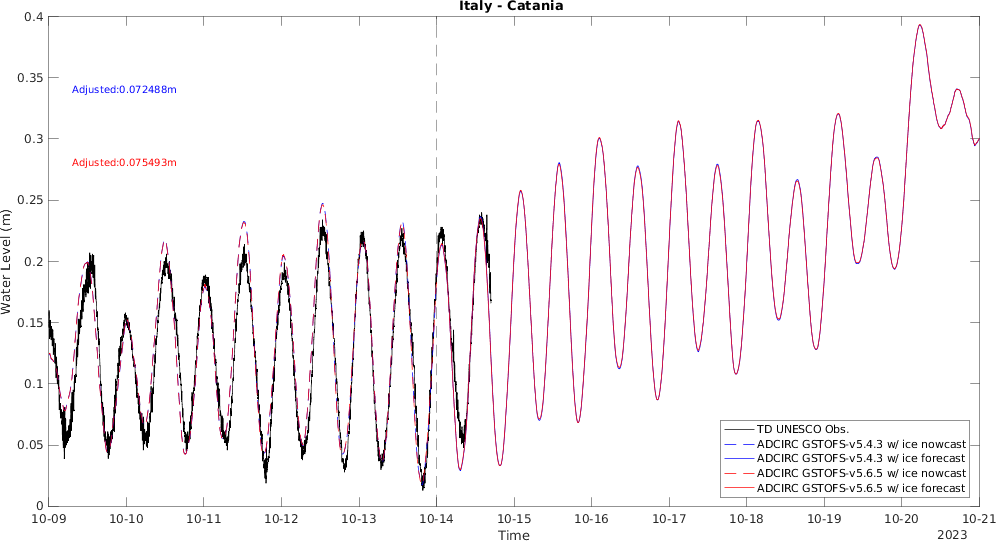 Italy - Catania
0.4
0.35
0.3
0.25
0.2
0.15
0.1
0.05
0
Water Level (m)
Adjusted:0.072488m
Adjusted:0.075493m
TD UNESCO Obs.
ADCIRC GSTOFS-v5.4.3 w/ ice nowcast
ADCIRC GSTOFS-v5.4.3 w/ ice forecast
ADCIRC GSTOFS-v5.6.5 w/ ice nowcast
ADCIRC GSTOFS-v5.6.5 w/ ice forecast
10-09 10-10 10-11 10-12 10-13 10-14 10-15 10-16 10-17 10-18 10-19 10-20 10-21
Time
2023